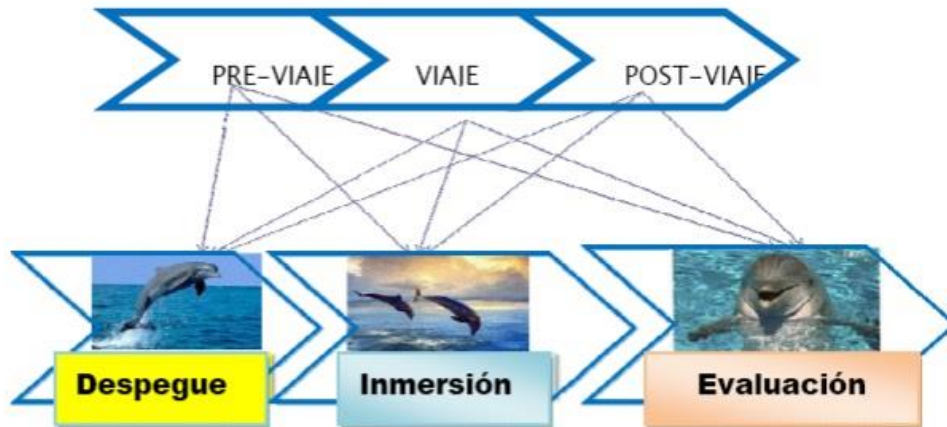 PRE-VIAJE VIAJE POST-VIAJE
Despegue Inmersión Evaluación